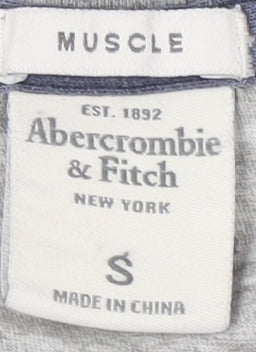 MUSCLE
EST. 1892
Abercrombie
& Fitch
NEW YORK
S
MADE IN CHINA